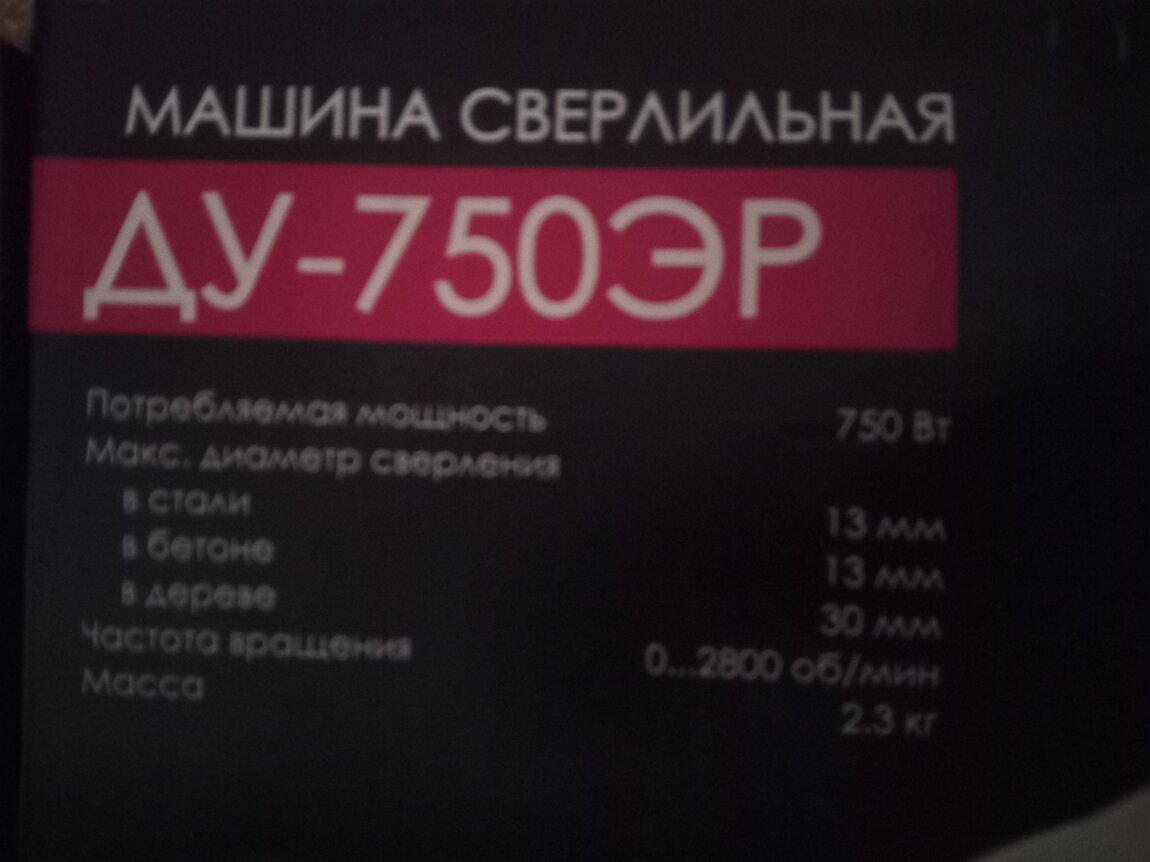 МАШИНА СВЕРЛИЛЬНАЯ
ДУ-750ЭР
Потребляемая мощность 750 Вт
Макс. диаметр сверления
в стали 13 мм
в бетоне 13 мм
в дереве 30 мм
Частота вращения 0...2800 об/мин
Масса 2.3 кг